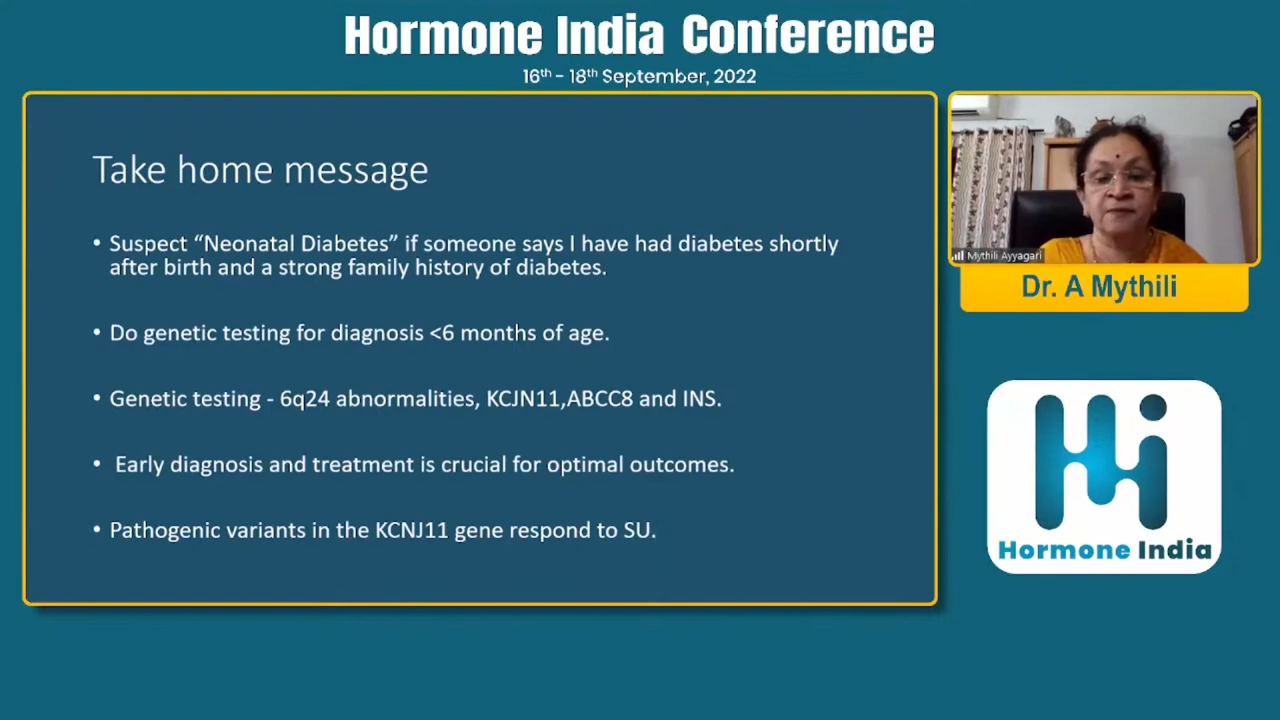 Hormone India Conference
16th - 18th September, 2022
Take home message
• Suspect “Neonatal Diabetes” if someone says I have had diabetes shortly
after birth and a strong family history of diabetes.
• Do genetic testing for diagnosis <6 months of age.
• Genetic testing - 6q24 abnormalities, KCJN11,ABCC8 and INS.
• Early diagnosis and treatment is crucial for optimal outcomes.
• Pathogenic variants in the KCNJ11 gene respond to SU.
Mythili Ayyagari
Dr. A Mythili
Hi
Hormone India